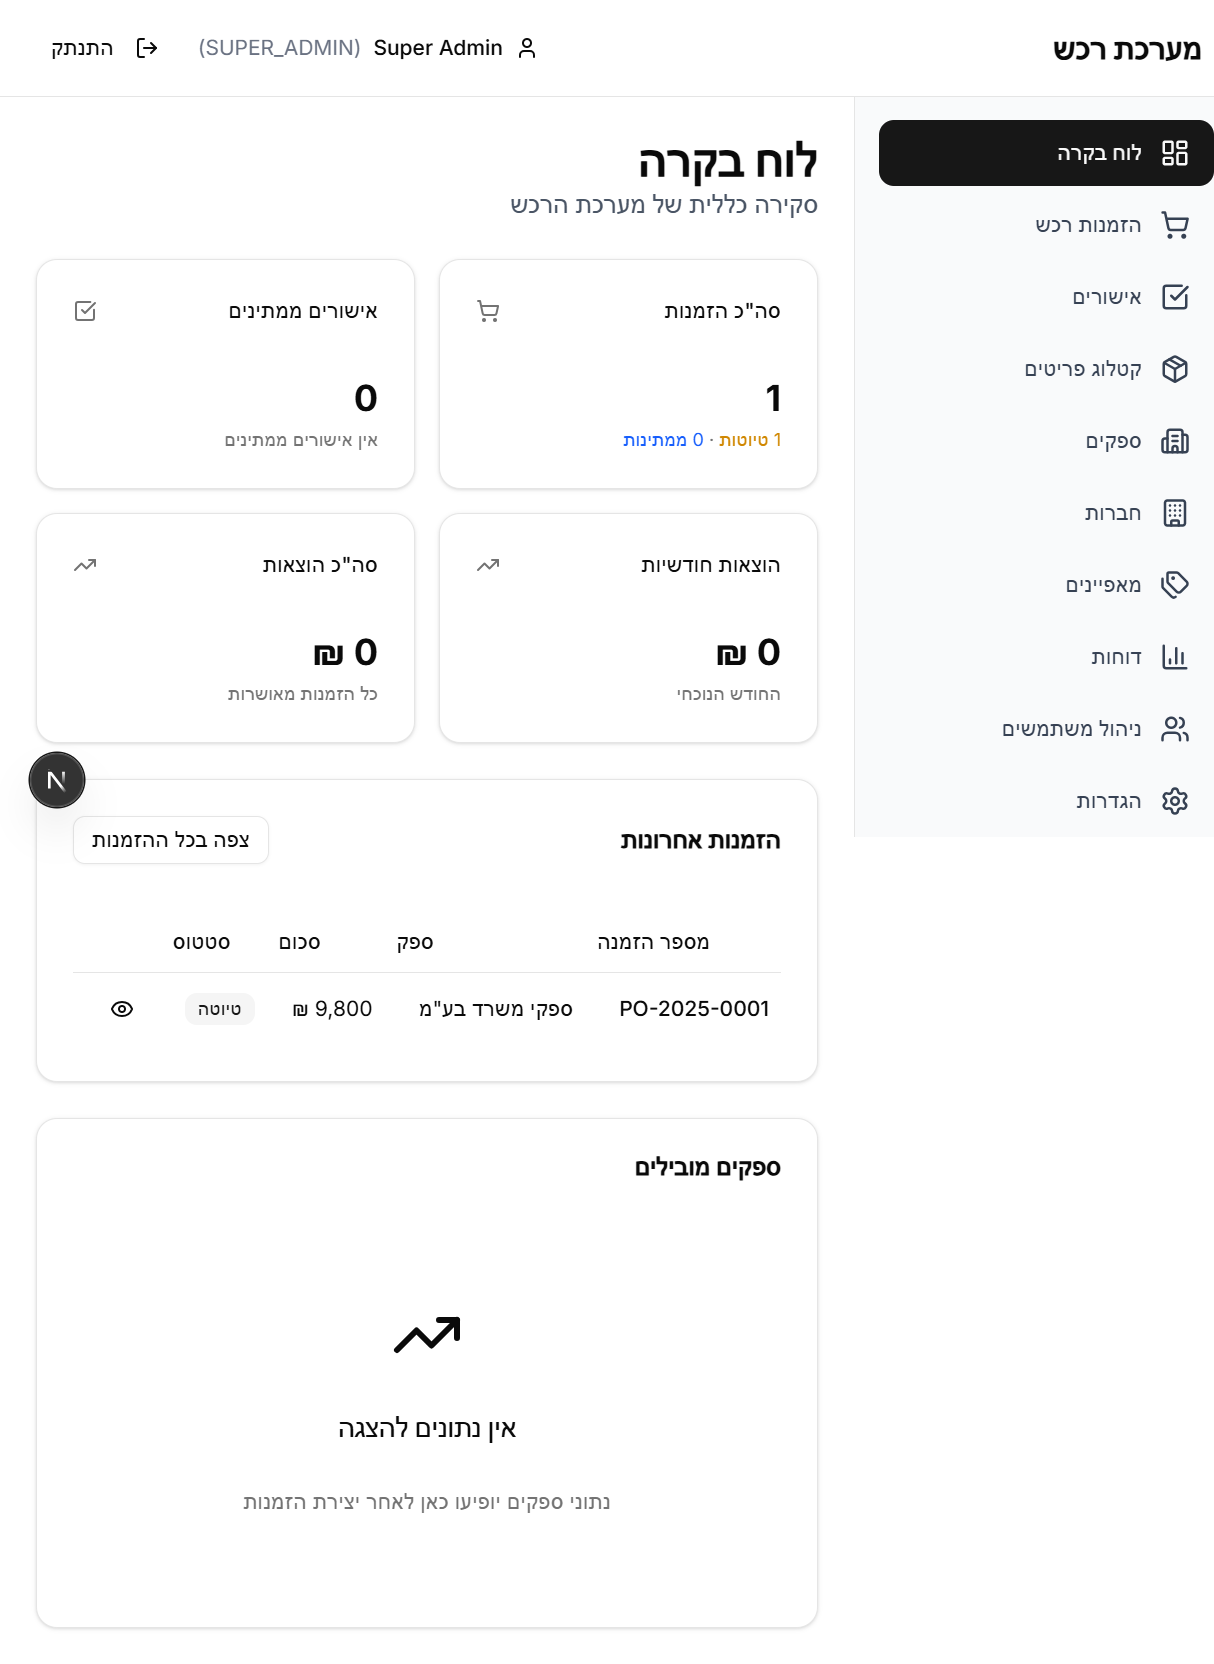 מערכת רכש
Super Admin (SUPER_ADMIN)
התנתק
לוח בקרה
הזמנות רכש
אישורים
קטלוג פריטים
ספקים
חברות
מאפיינים
דוחות
ניהול משתמשים
הגדרות
לוח בקרה
סקירה כללית של מערכת הרכש
סה"כ הזמנות
1
1 טיוטות · 0 ממתינות
אישורים ממתינים
0
אין אישורים ממתינים
הוצאות חודשיות
0 ₪
החודש הנוכחי
סה"כ הוצאות
0 ₪
כל הזמנות מאושרות
N
הזמנות אחרונות
צפה בכל ההזמנות
מספר הזמנה ספק סכום סטטוס
PO-2025-0001 ספקי משרד בע"מ 9,800 ₪ טיוטה
ספקים מובילים
אין נתונים להצגה
נתוני ספקים יופיעו כאן לאחר יצירת הזמנות